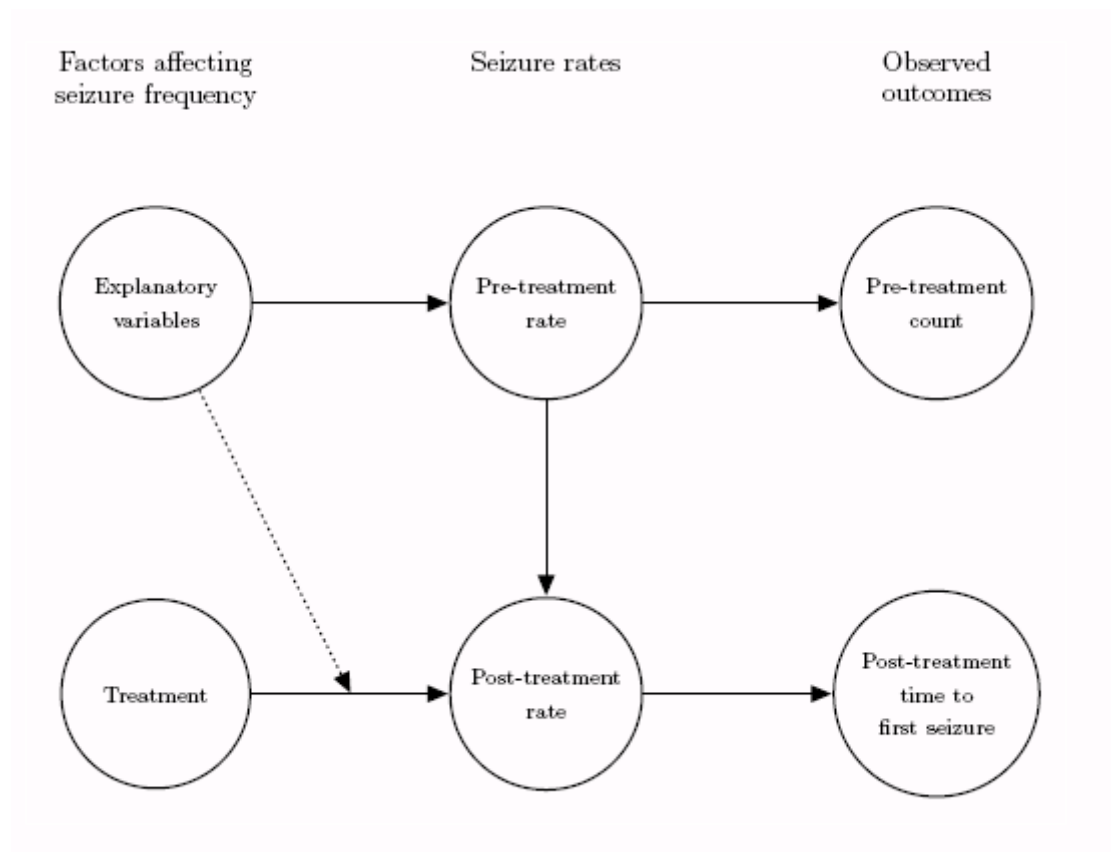 Factors affecting
seizure frequency
Seizure rates
Observed
outcomes
Explanatory
variables
Pre-treatment
rate
Pre-treatment
count
Treatment
Post-treatment
rate
Post-treatment
time to
first seizure